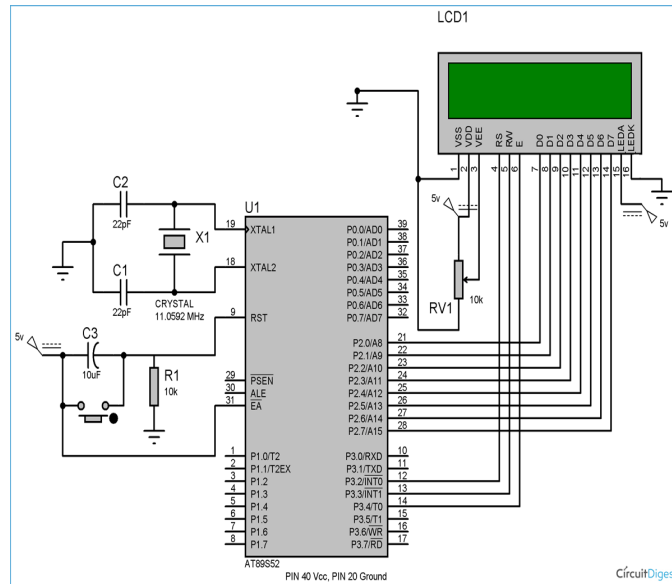 LCD1
VSS
VDD
VEE
RS
RW
E
D0
D1
D2
D3
D4
D5
D6
D7
LEDA
LEDK
1
2
3
4
5
6
7
8
9
10
11
12
13
14
15
16
5v
5v
RV1
10k
C2
22pF
X1
C1
22pF
CRYSTAL
11.0592 MHz
5v
C3
10uF
R1
10k
U1
19 XTAL1
18 XTAL2
9 RST
29 PSEN
30 ALE
31 EA
1 P1.0/T2
2 P1.1/T2EX
3 P1.2
4 P1.3
5 P1.4
6 P1.5
7 P1.6
8 P1.7
P0.0/AD0 39
P0.1/AD1 38
P0.2/AD2 37
P0.3/AD3 36
P0.4/AD4 35
P0.5/AD5 34
P0.6/AD6 33
P0.7/AD7 32
P2.0/A8 21
P2.1/A9 22
P2.2/A10 23
P2.3/A11 24
P2.4/A12 25
P2.5/A13 26
P2.6/A14 27
P2.7/A15 28
P3.0/RXD 10
P3.1/TXD 11
P3.2/INT0 12
P3.3/INT1 13
P3.4/T0 14
P3.5/T1 15
P3.6/WR 16
P3.7/RD 17
AT89S52
PIN 40 Vcc, PIN 20 Ground
CircuitDiges